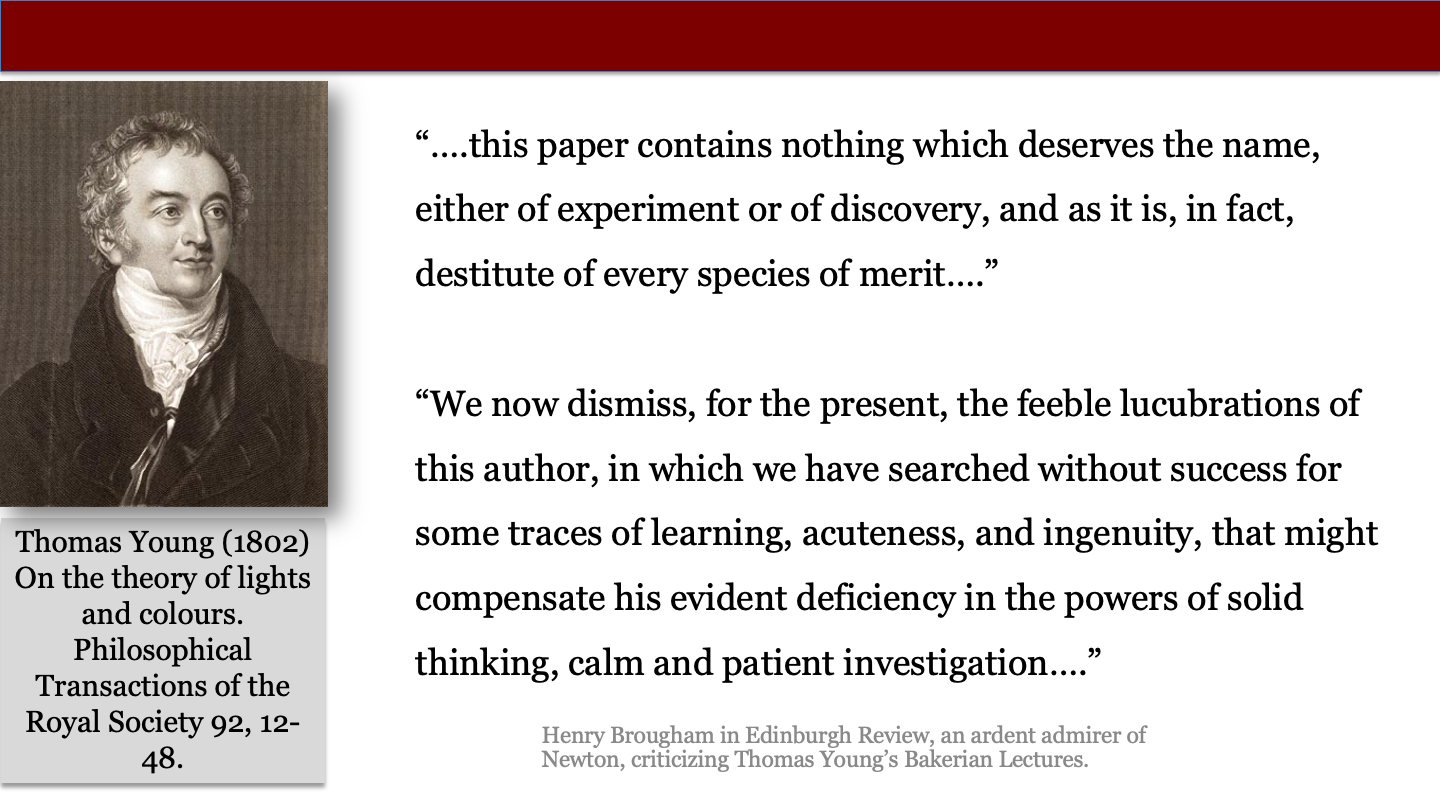 “....this paper contains nothing which deserves the name,
either of experiment or of discovery, and as it is, in fact,
destitute of every species of merit....”
“We now dismiss, for the present, the feeble lucubrations of
this author, in which we have searched without success for
some traces of learning, acuteness, and ingenuity, that might
compensate his evident deficiency in the powers of solid
thinking, calm and patient investigation....”
Henry Brougham in Edinburgh Review, an ardent admirer of
Newton, criticizing Thomas Young’s Bakerian Lectures.
Thomas Young (1802)
On the theory of lights
and colours.
Philosophical
Transactions of the
Royal Society 92, 12-
48.